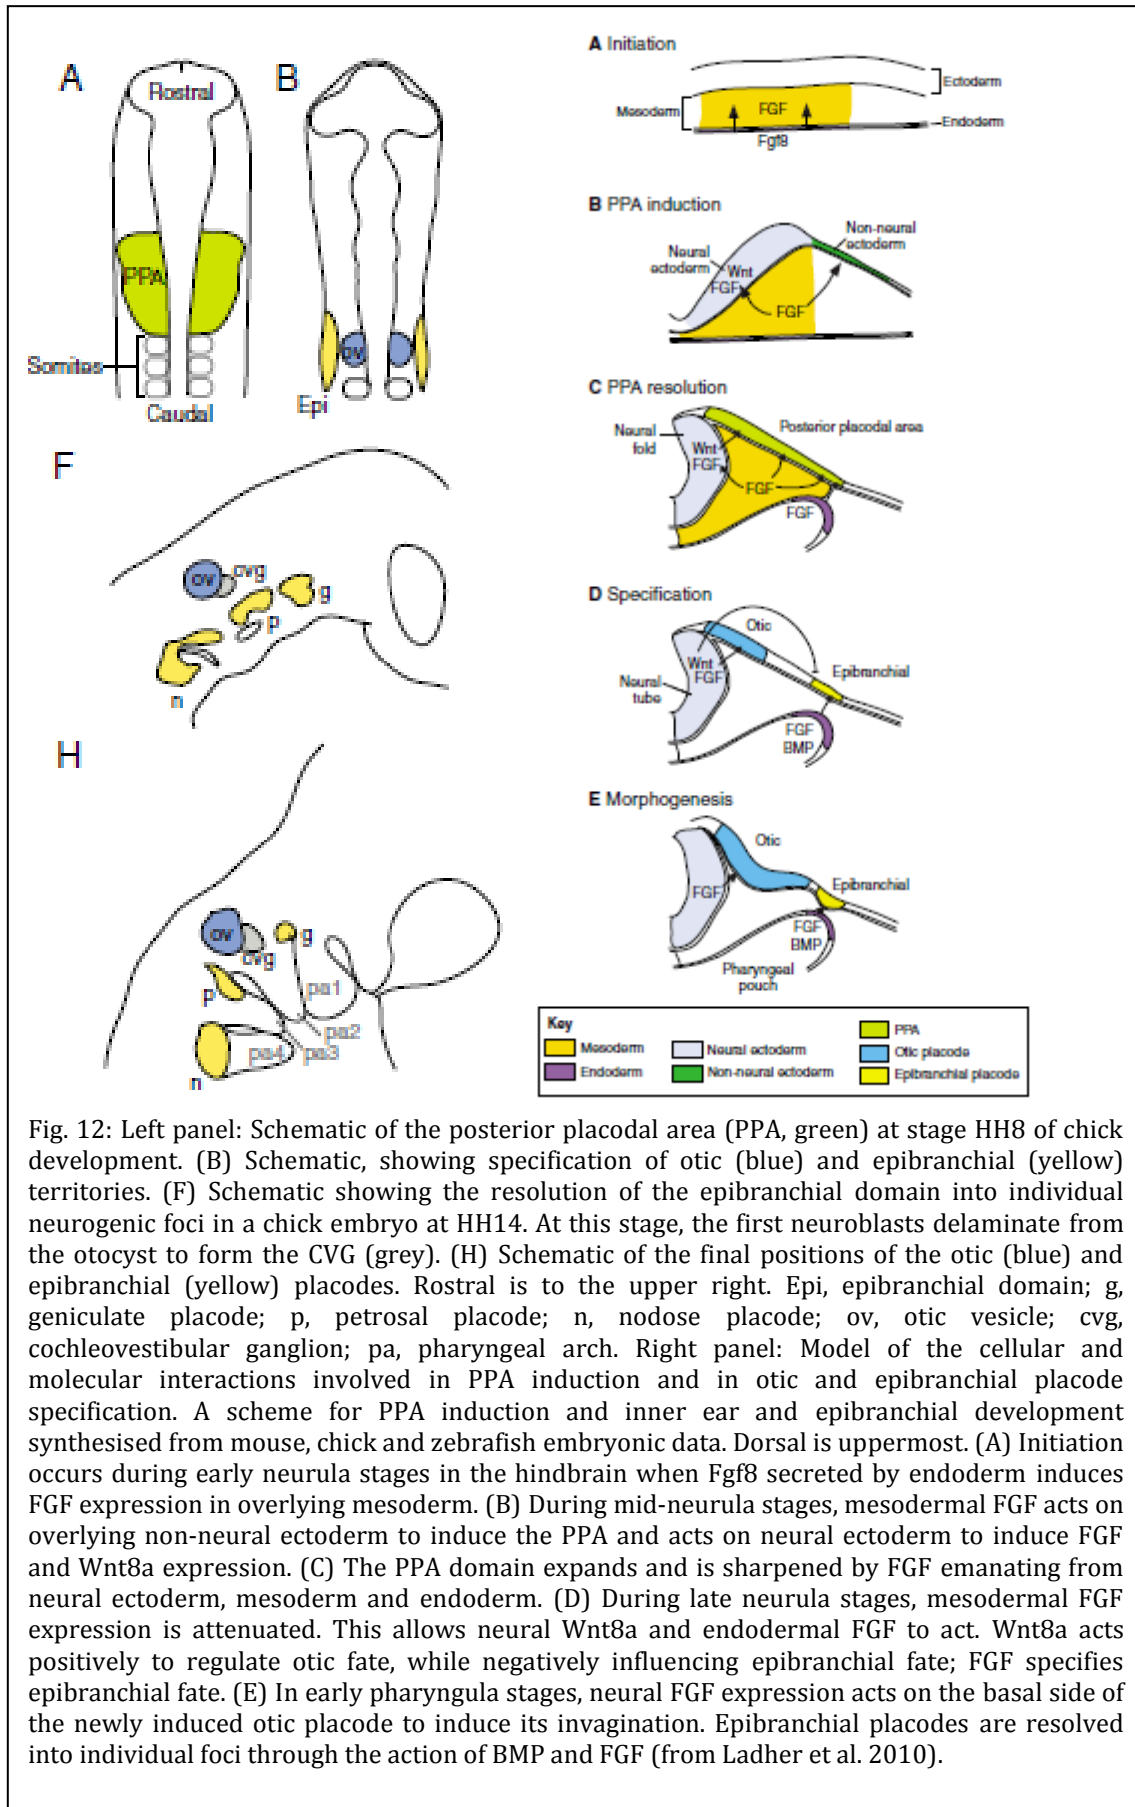 A
Rostral
PPA
Somites
Caudal
B
ov
Epi
F
ov
cvg
g
p
n
H
ov
cvg
g
p
pa1
pa2
pa3
pa4
n
A Initiation
Ectoderm
Mesoderm
FGF
Endoderm
Fgf8
B PPA induction
Non-neural
ectoderm
Neural
ectoderm
Wnt
FGF
FGF
C PPA resolution
Neural
fold
Posterior placodal area
Wnt
FGF
FGF
FGF
D Specification
Otic
Wnt
FGF
Epibranchial
Neural
tube
FGF
BMP
E Morphogenesis
Otic
FGF
Epibranchial
FGF
BMP
Pharyngeal
pouch
Key
Mesoderm
Endoderm
Neural ectoderm
Non-neural ectoderm
PPA
Otic placode
Epibranchial placode
Fig. 12: Left panel: Schematic of the posterior placodal area (PPA, green) at stage HH8 of chick
development. (B) Schematic, showing specification of otic (blue) and epibranchial (yellow)
territories. (F) Schematic showing the resolution of the epibranchial domain into individual
neurogenic foci in a chick embryo at HH14. At this stage, the first neuroblasts delaminate from
the otocyst to form the CVG (grey). (H) Schematic of the final positions of the otic (blue) and
epibranchial (yellow) placodes. Rostral is to the upper right. Epi, epibranchial domain; g,
geniculate placode; p, petrosal placode; n, nodose placode; ov, otic vesicle; cvg,
cochleovestibular ganglion; pa, pharyngeal arch. Right panel: Model of the cellular and
molecular interactions involved in PPA induction and in otic and epibranchial placode
specification. A scheme for PPA induction and inner ear and epibranchial development
synthesised from mouse, chick and zebrafish embryonic data. Dorsal is uppermost. (A) Initiation
occurs during early neurula stages in the hindbrain when Fgf8 secreted by endoderm induces
FGF expression in overlying mesoderm. (B) During mid-neurula stages, mesodermal FGF acts on
overlying non-neural ectoderm to induce the PPA and acts on neural ectoderm to induce FGF
and Wnt8a expression. (C) The PPA domain expands and is sharpened by FGF emanating from
neural ectoderm, mesoderm and endoderm. (D) During late neurula stages, mesodermal FGF
expression is attenuated. This allows neural Wnt8a and endodermal FGF to act. Wnt8a acts
positively to regulate otic fate, while negatively influencing epibranchial fate; FGF specifies
epibranchial fate. (E) In early pharyngula stages, neural FGF expression acts on the basal side of
the newly induced otic placode to induce its invagination. Epibranchial placodes are resolved
into individual foci through the action of BMP and FGF (from Ladher et al. 2010).